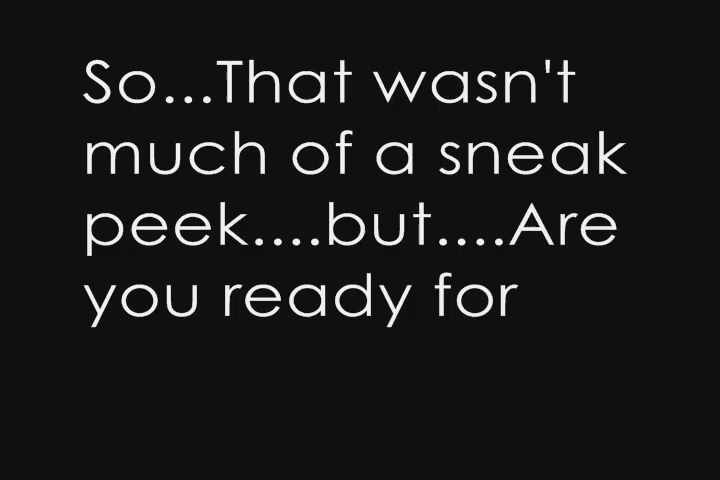 So...That wasn't
much of a sneak
peek....but....Are
you ready for